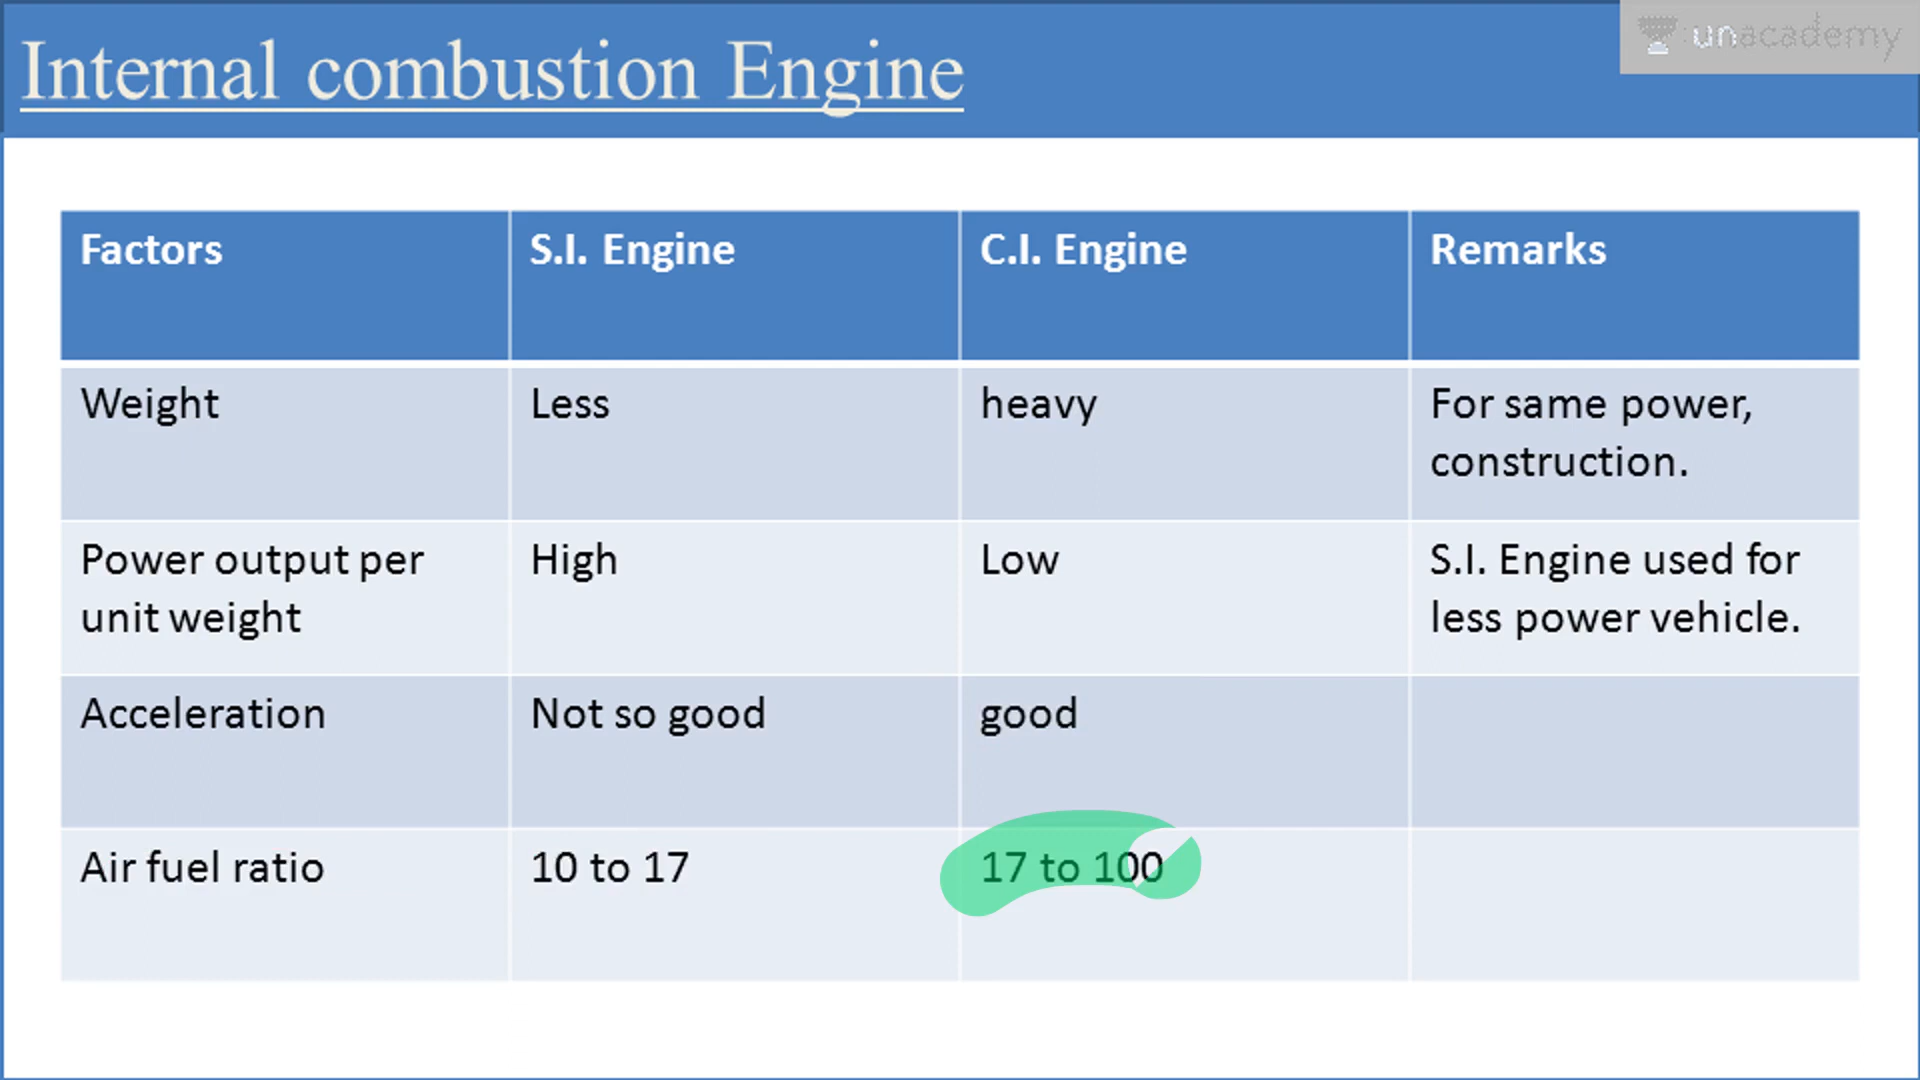 Internal combustion Engine
unacademy
Factors S.I. Engine C.I. Engine Remarks
Weight Less heavy For same power,
construction.
Power output per High Low S.I. Engine used for
unit weight less power vehicle.
Acceleration Not so good good
Air fuel ratio 10 to 17 17 to 100